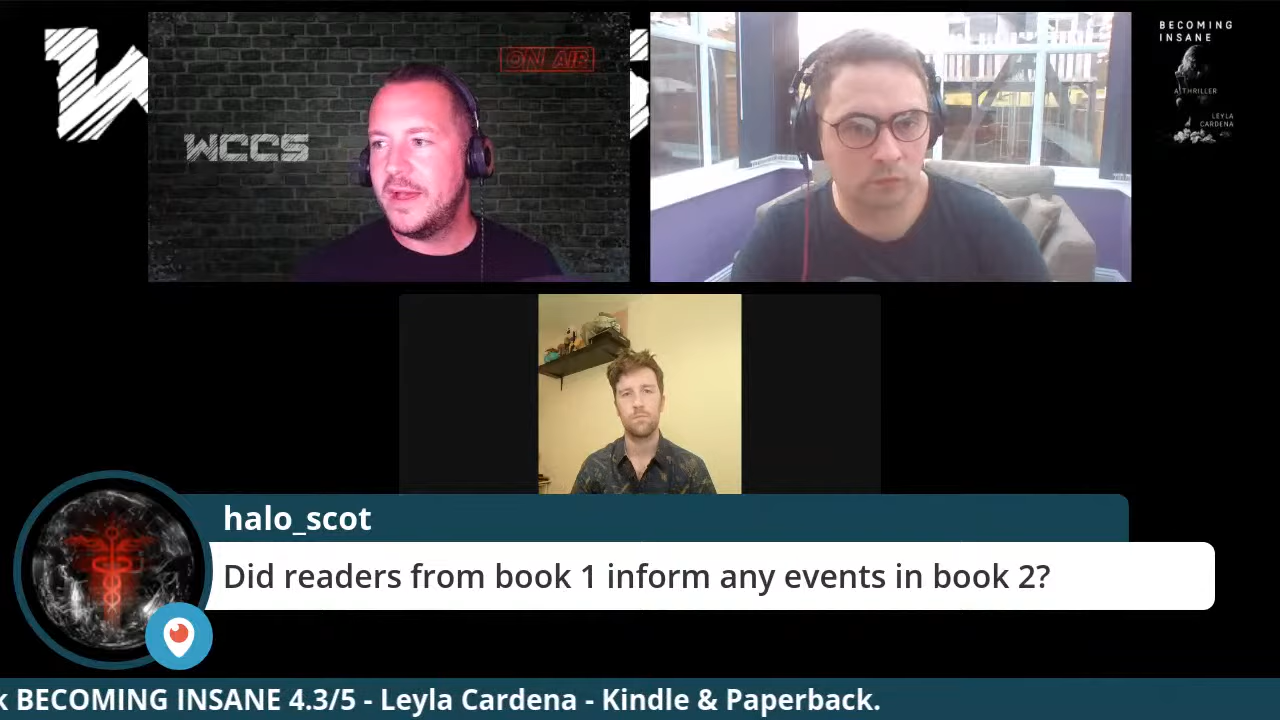 BECOMING
INSANE
A THRILLER
LEYLA
CARDENA
ON AIR
WCCS
halo_scot
Did readers from book 1 inform any events in book 2?
BECOMING INSANE 4.3/5 - Leyla Cardena - Kindle & Paperback.